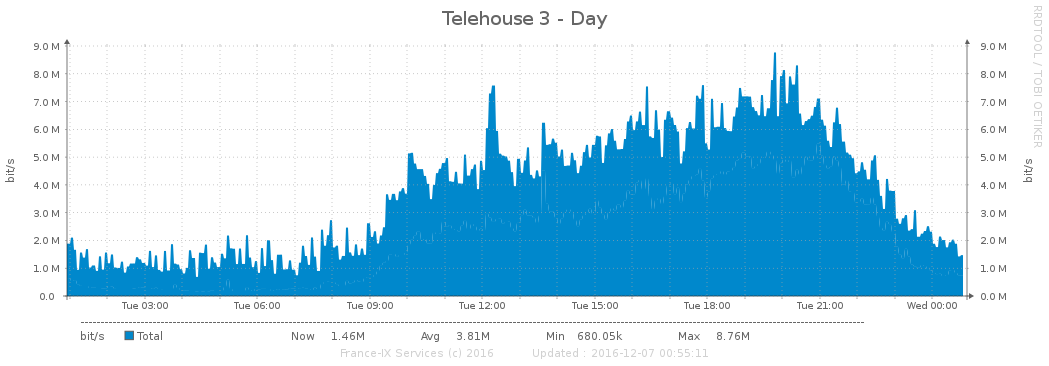 Telehouse 3 - Day
RRDTOOL / TOBI OETIKER
bit/s
bit/s
9.0 M 9.0 M
8.0 M 8.0 M
7.0 M 7.0 M
6.0 M 6.0 M
5.0 M 5.0 M
4.0 M 4.0 M
3.0 M 3.0 M
2.0 M 2.0 M
1.0 M 1.0 M
0.0 0.0 M
Tue 03:00 Tue 06:00 Tue 09:00 Tue 12:00 Tue 15:00 Tue 18:00 Tue 21:00 Wed 00:00
bit/s Total Now 1.46M Avg 3.81M Min 680.05k Max 8.76M
France-IX Services (c) 2016 Updated : 2016-12-07 00:55:11